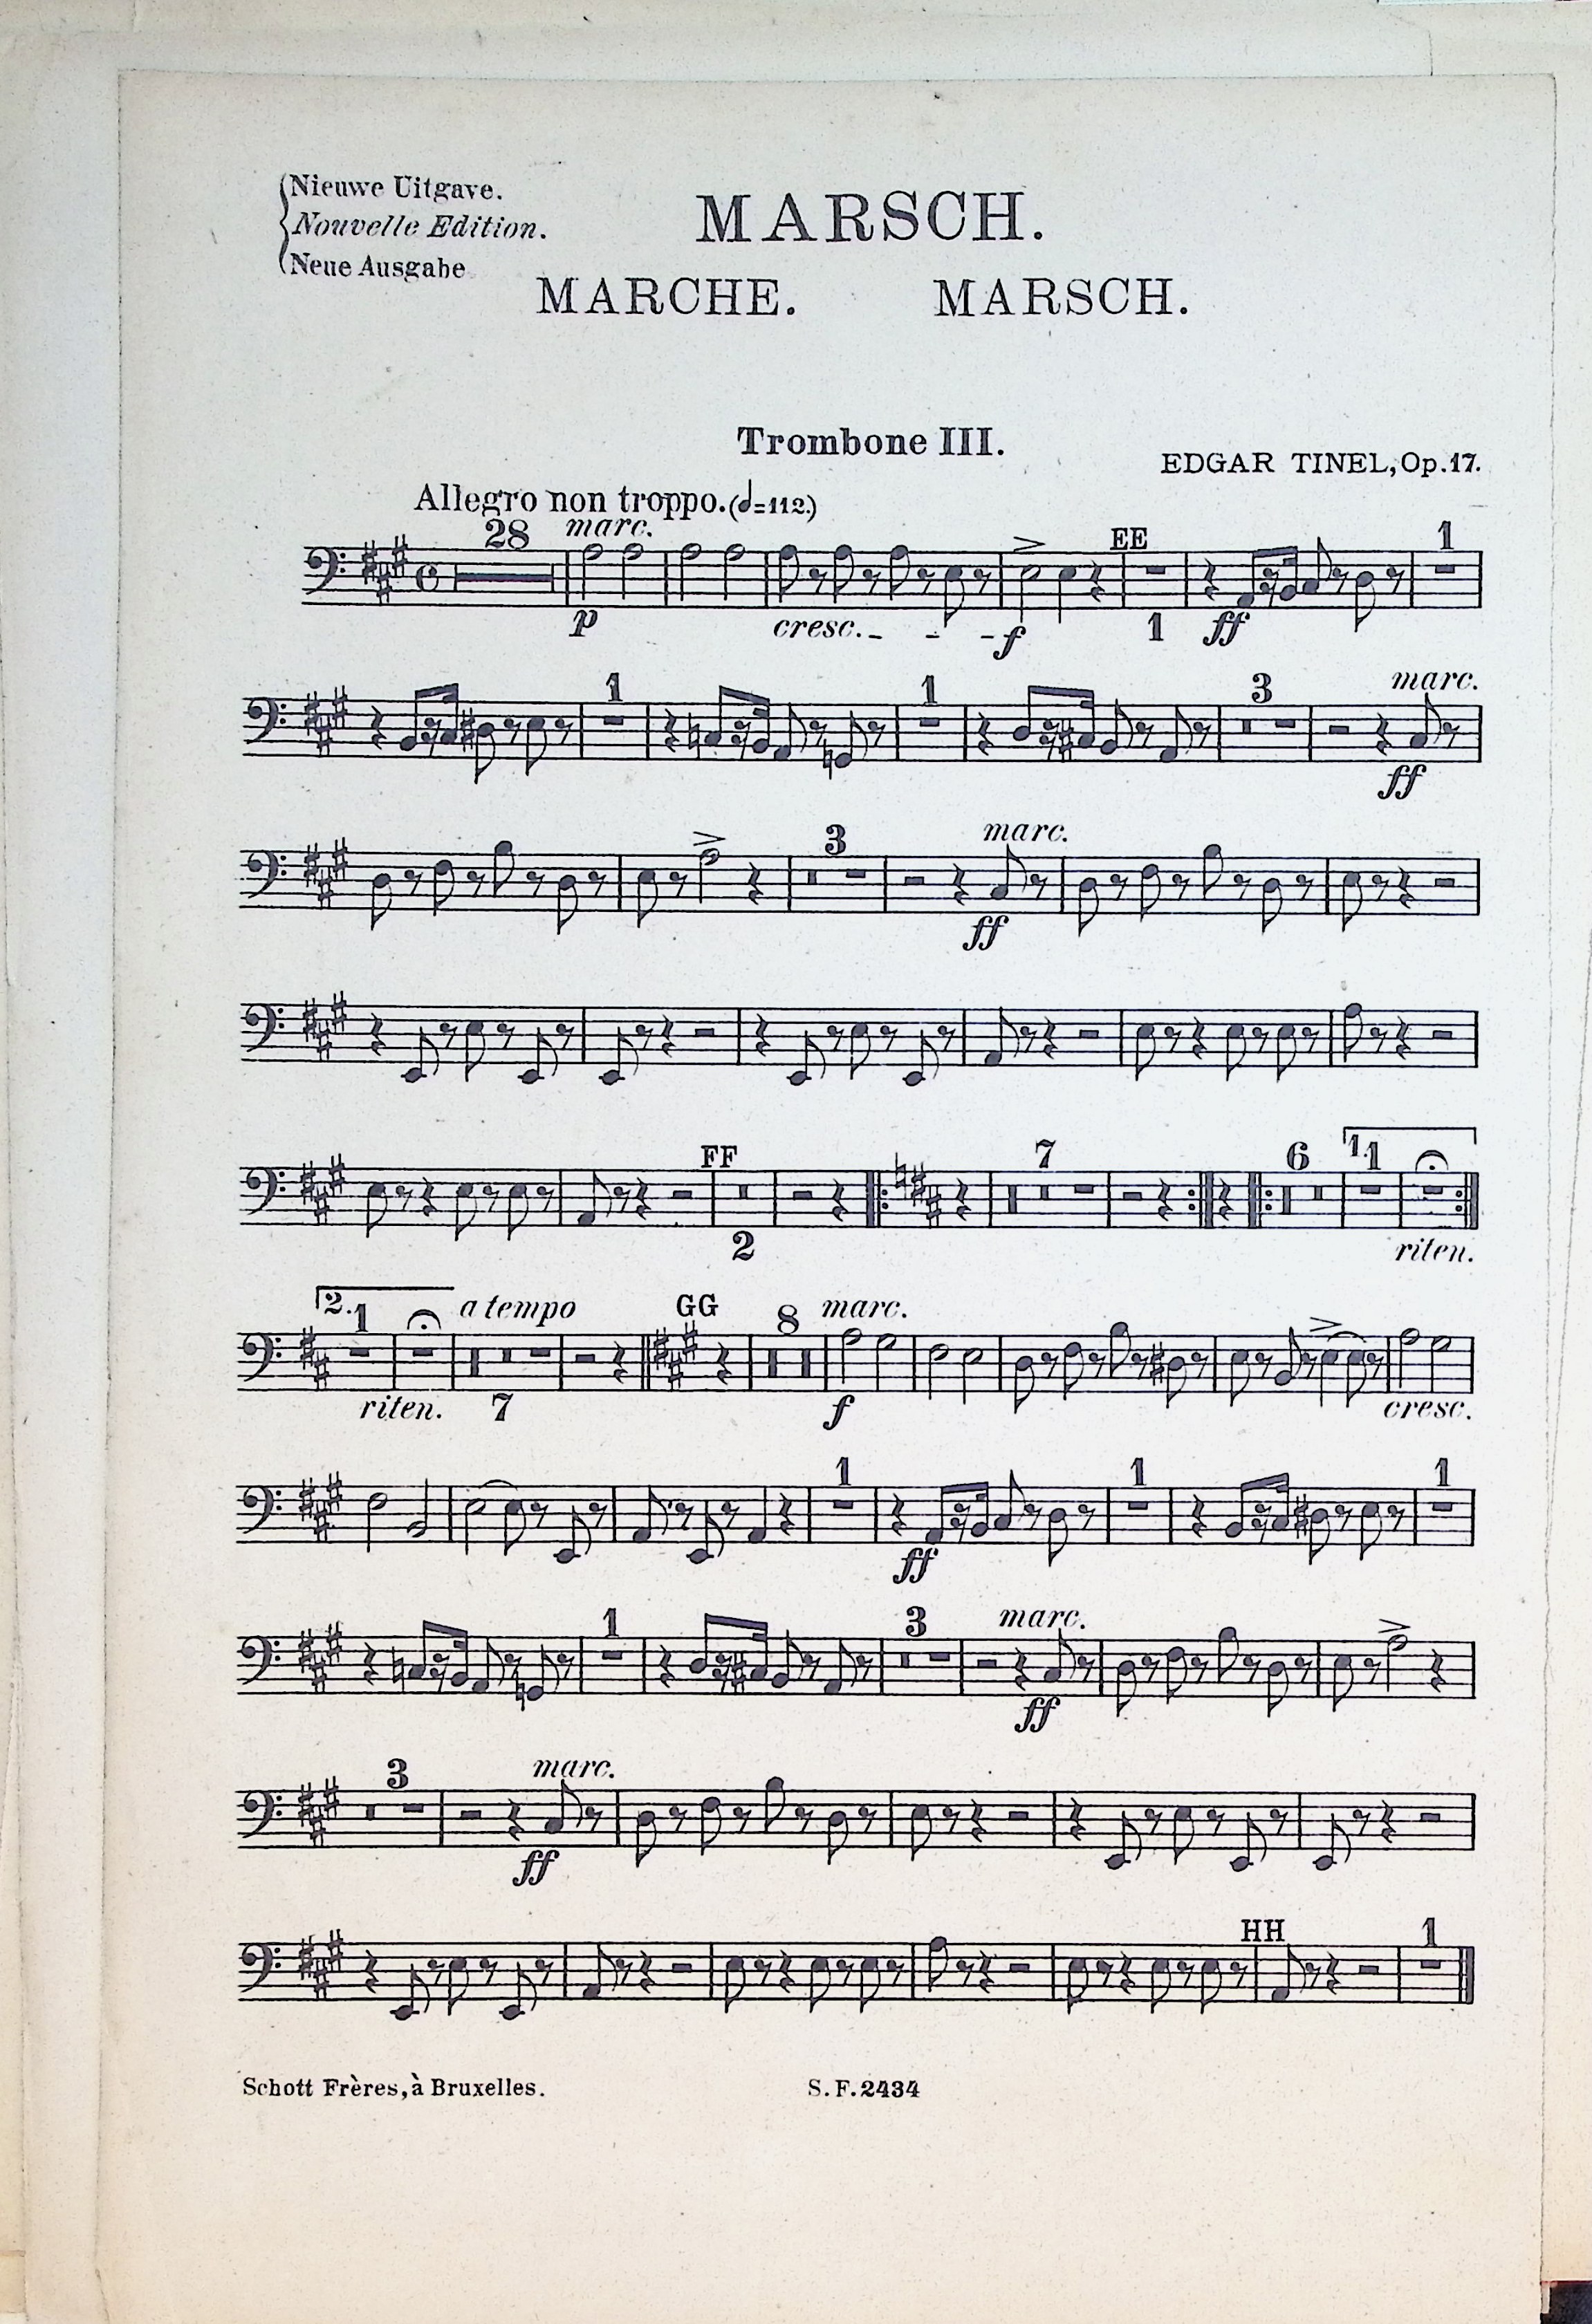 Nieuwe Uitgave.
Nouvelle Edition.
Neue Ausgabe
MARSCH.
MARCHE. MARSCH.
Trombone III.
EDGAR TINEL, Op. 17.
Allegro non troppo. (𝅗𝅥=112.)
28 marc. EE 1
p cresc. - - - f 1 ff
1 1 3 marc.
ff
3 marc.
ff
FF 7 6 1. 1
2 riten.
2. 1 a tempo GG 8 marc.
riten. 7 f cresc.
1 1 1
ff
1 3 marc.
ff
3 marc.
ff
HH 1
Schott Frères, à Bruxelles. S. F. 2434